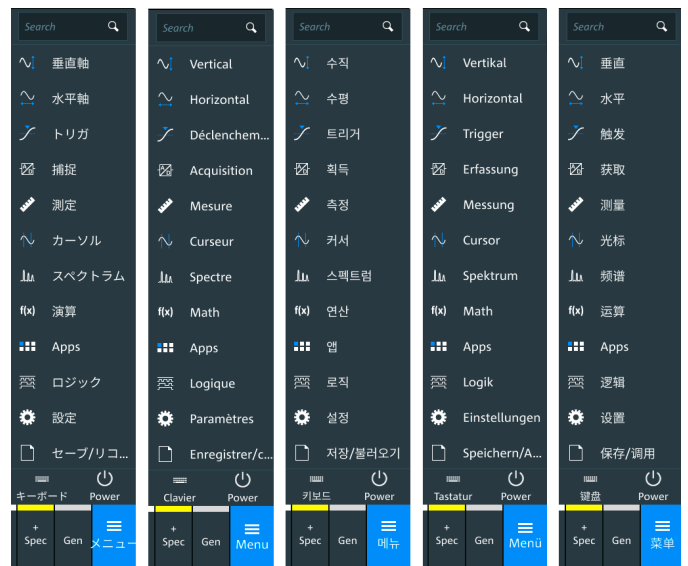 Search
垂直軸
水平軸
トリガ
捕捉
測定
カーソル
スペクトラム
f(x) 演算
Apps
ロジック
設定
セーブ/リコ...
キーボード Power
+
Spec Gen メニュー
Search
Vertical
Horizontal
Déclenchem...
Acquisition
Mesure
Curseur
Spectre
f(x) Math
Apps
Logique
Paramètres
Enregistrer/c...
Clavier Power
+
Spec Gen Menu
Search
수직
수평
트리거
획득
측정
커서
스펙트럼
f(x) 연산
앱
로직
설정
저장/불러오기
키보드 Power
+
Spec Gen 메뉴
Search
Vertikal
Horizontal
Trigger
Erfassung
Messung
Cursor
Spektrum
f(x) Math
Apps
Logik
Einstellungen
Speichern/A...
Tastatur Power
+
Spec Gen Menü
Search
垂直
水平
触发
获取
测量
光标
频谱
f(x) 运算
Apps
逻辑
设置
保存/调用
键盘 Power
+
Spec Gen 菜单